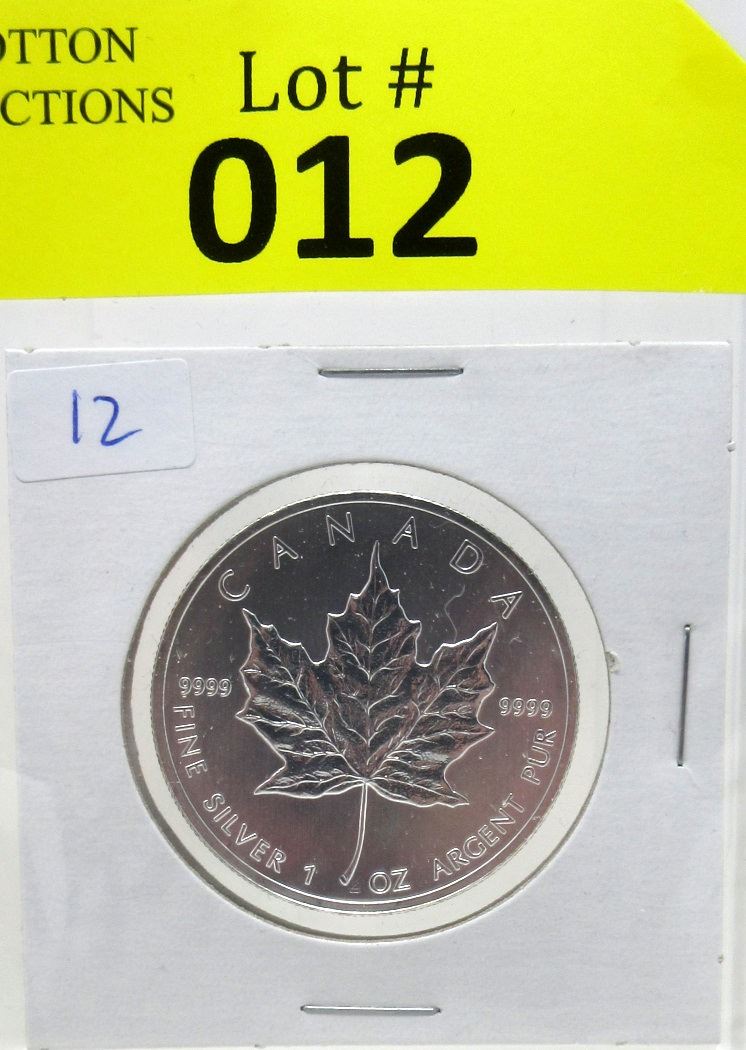 OTTON
CTIONS
Lot #
012
12
CANADA
9999
9999
FINE SILVER 1 OZ ARGENT PUR